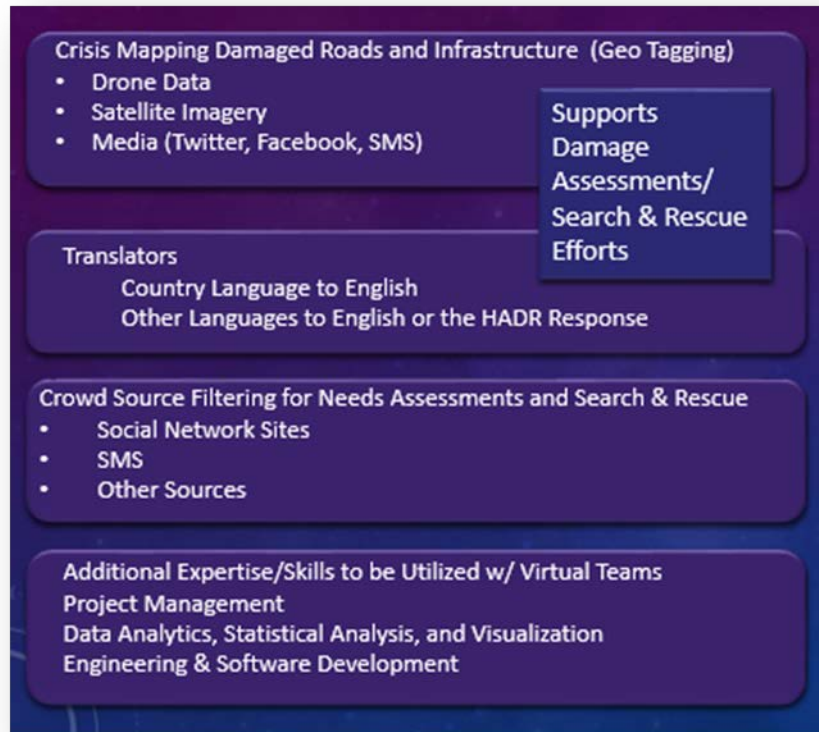 Crisis Mapping Damaged Roads and Infrastructure (Geo Tagging)
• Drone Data
• Satellite Imagery
• Media (Twitter, Facebook, SMS)
Supports
Damage
Assessments/
Search & Rescue
Efforts
Translators
Country Language to English
Other Languages to English or the HADR Response
Crowd Source Filtering for Needs Assessments and Search & Rescue
• Social Network Sites
• SMS
• Other Sources
Additional Expertise/Skills to be Utilized w/ Virtual Teams
Project Management
Data Analytics, Statistical Analysis, and Visualization
Engineering & Software Development